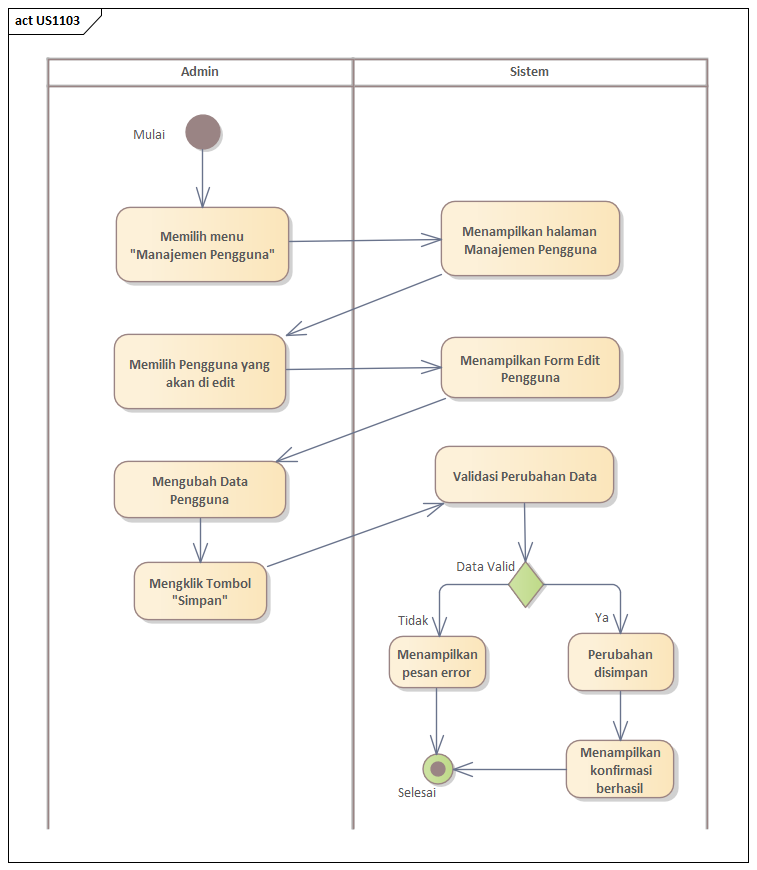 act US1103
Admin
Sistem
Mulai
Memilih menu
"Manajemen Pengguna"
Menampilkan halaman
Manajemen Pengguna
Memilih Pengguna yang
akan di edit
Menampilkan Form Edit
Pengguna
Mengubah Data
Pengguna
Validasi Perubahan Data
Mengklik Tombol
"Simpan"
Data Valid
Tidak
Ya
Menampilkan
pesan error
Perubahan
disimpan
Menampilkan
konfirmasi
berhasil
Selesai